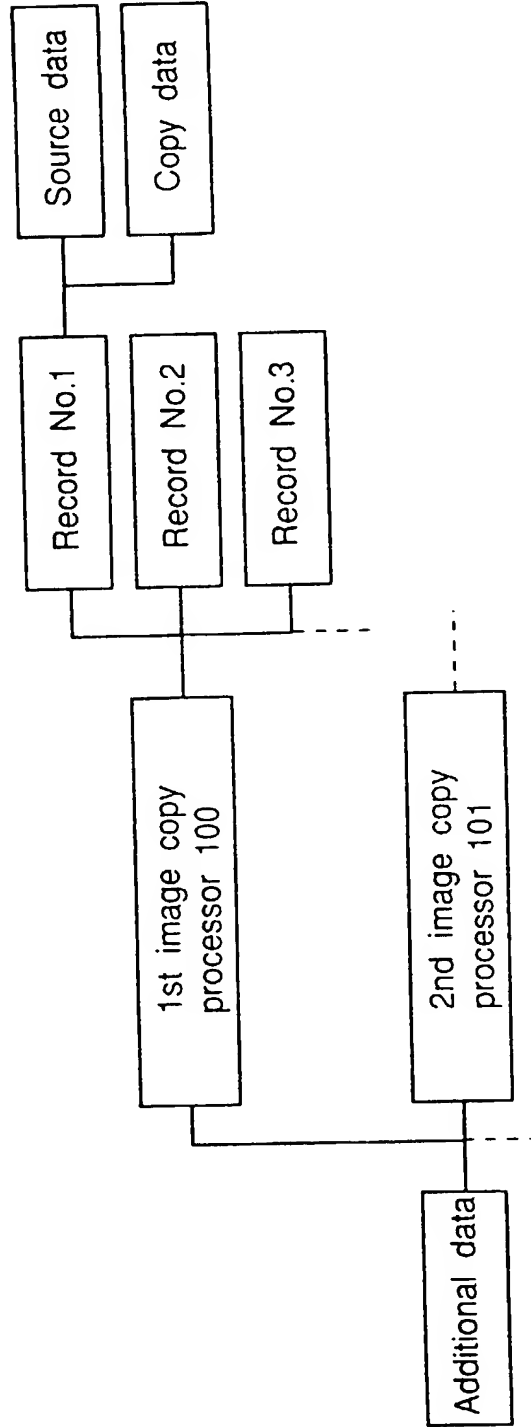 Additional data
1st image copy
processor 100
2nd image copy
processor 101
Record No.1
Record No.2
Record No.3
Source data
Copy data